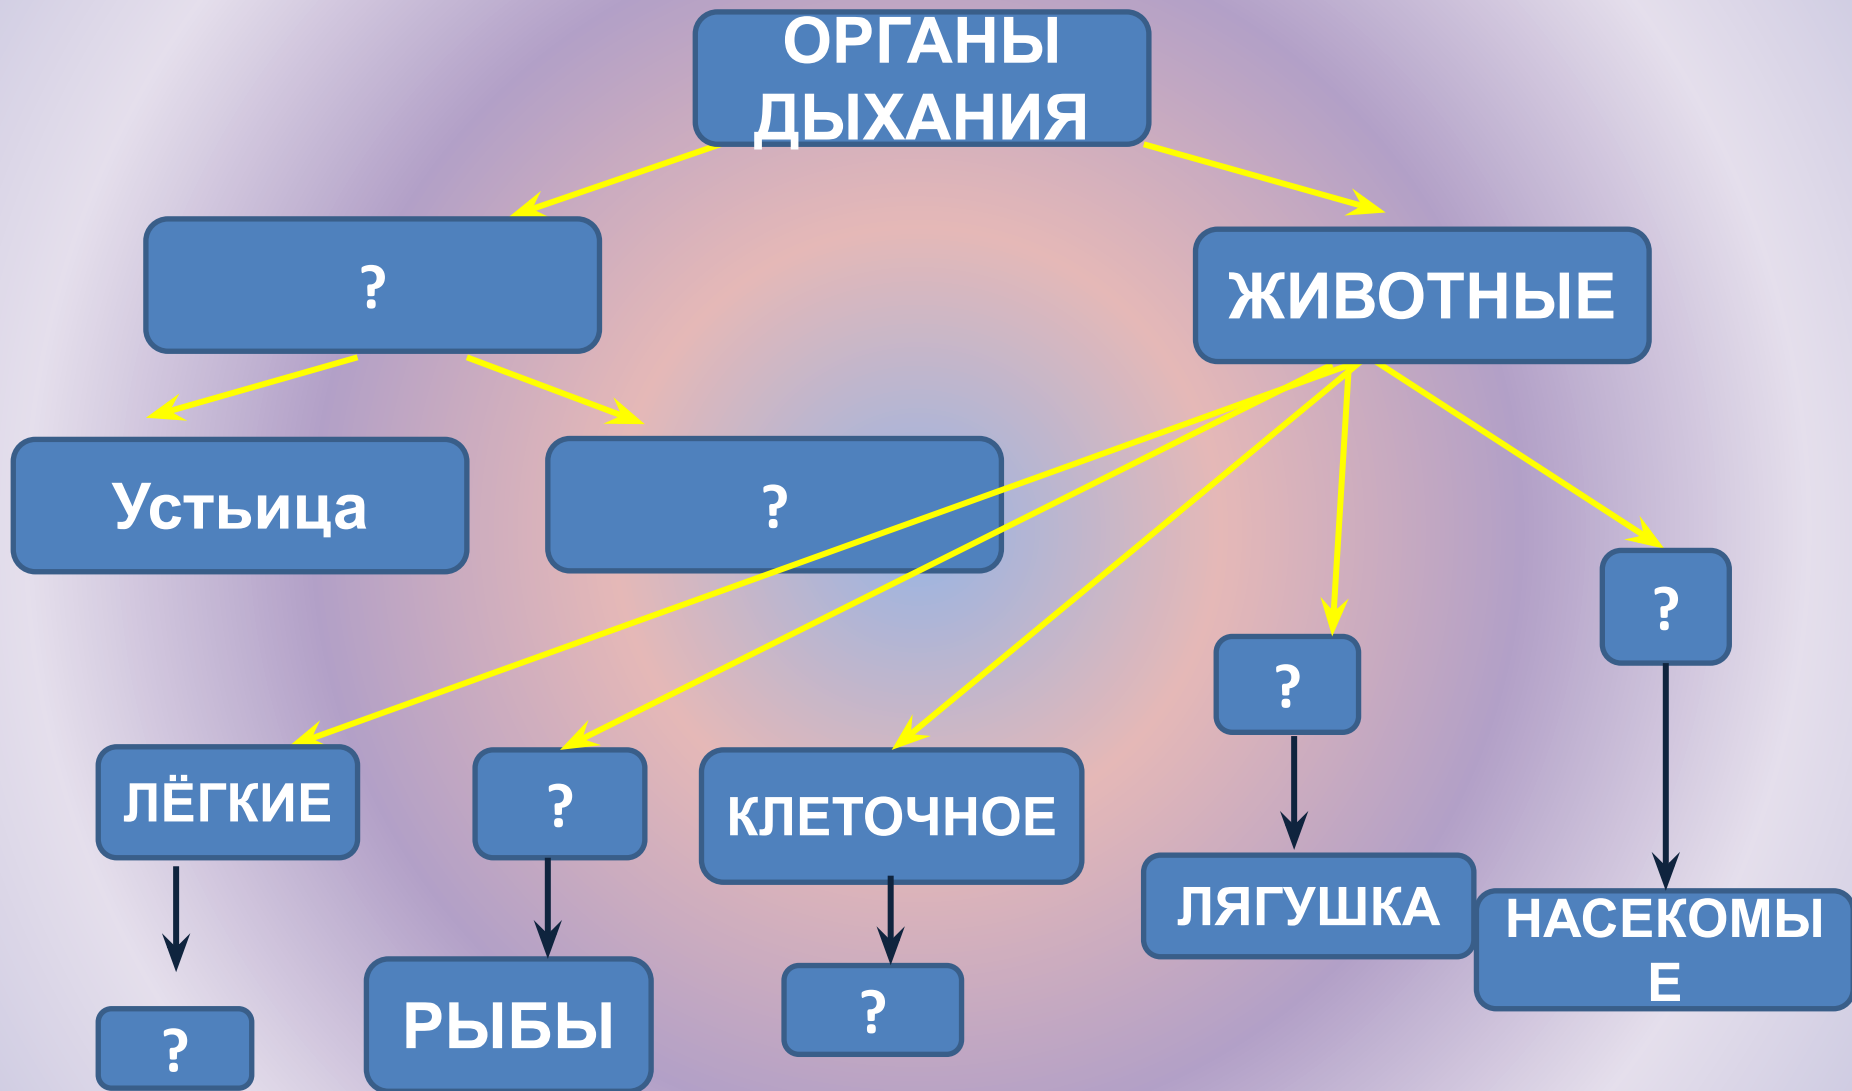 ОРГАНЫ
ДЫХАНИЯ
?
ЖИВОТНЫЕ
Устьица
?
?
?
ЛЁГКИЕ
?
КЛЕТОЧНОЕ
ЛЯГУШКА
НАСЕКОМЫ
Е
?
РЫБЫ
?